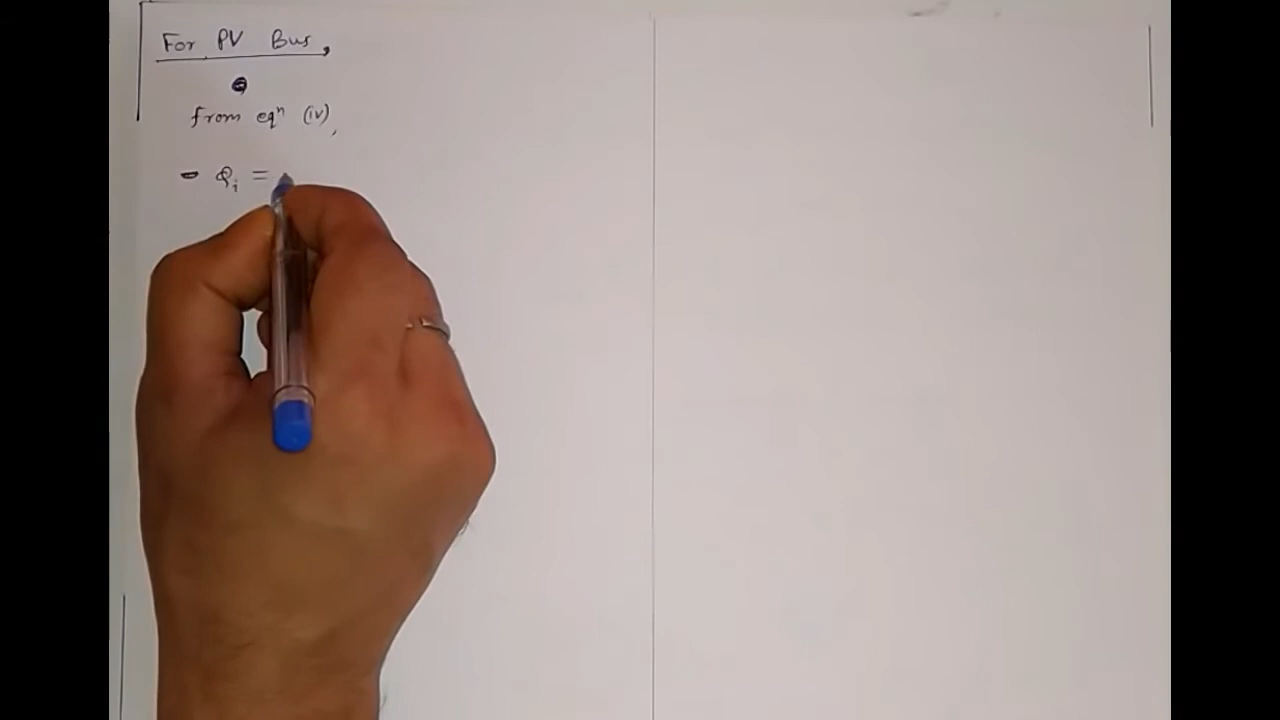 For PV Bus,
from eqⁿ (iv),
- Qi =